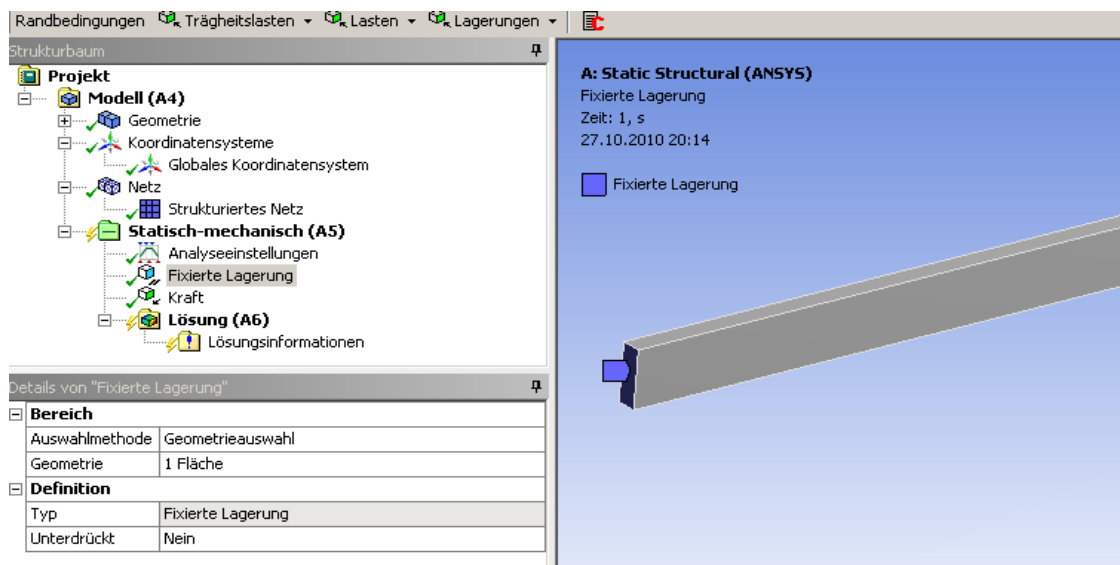 Randbedingungen Trägheitslasten Lasten Lagerungen
Strukturbaum
Projekt
Modell (A4)
Geometrie
Koordinatensysteme
Globales Koordinatensystem
Netz
Strukturiertes Netz
Statisch-mechanisch (A5)
Analyseeinstellungen
Fixierte Lagerung
Kraft
Lösung (A6)
Lösungsinformationen
Details von "Fixierte Lagerung"
Bereich
Auswahlmethode Geometrieauswahl
Geometrie 1 Fläche
Definition
Typ Fixierte Lagerung
Unterdrückt Nein
A: Static Structural (ANSYS)
Fixierte Lagerung
Zeit: 1, s
27.10.2010 20:14
Fixierte Lagerung